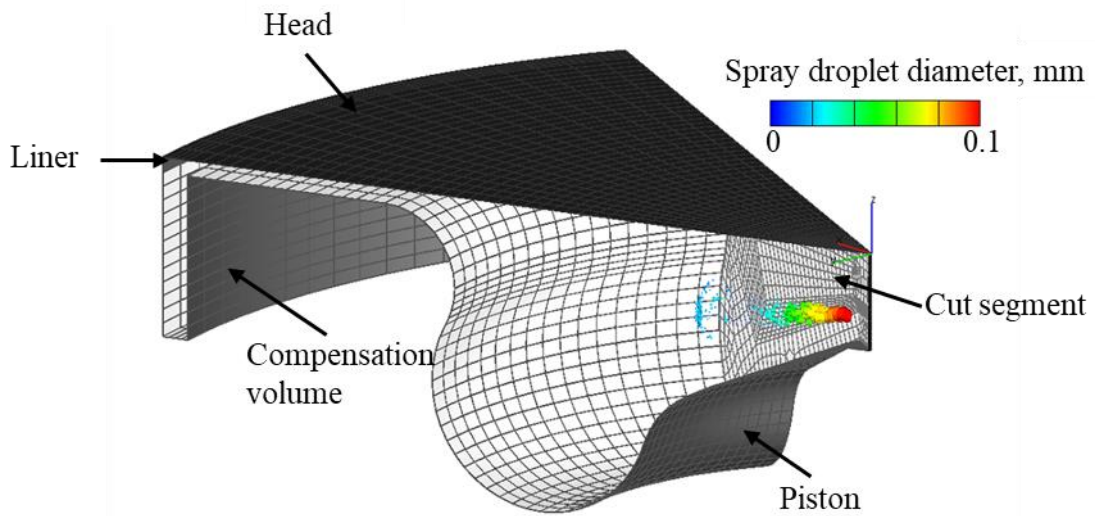 Head
Spray droplet diameter, mm
0 0.1
Liner
z
Cut segment
Compensation
volume
Piston